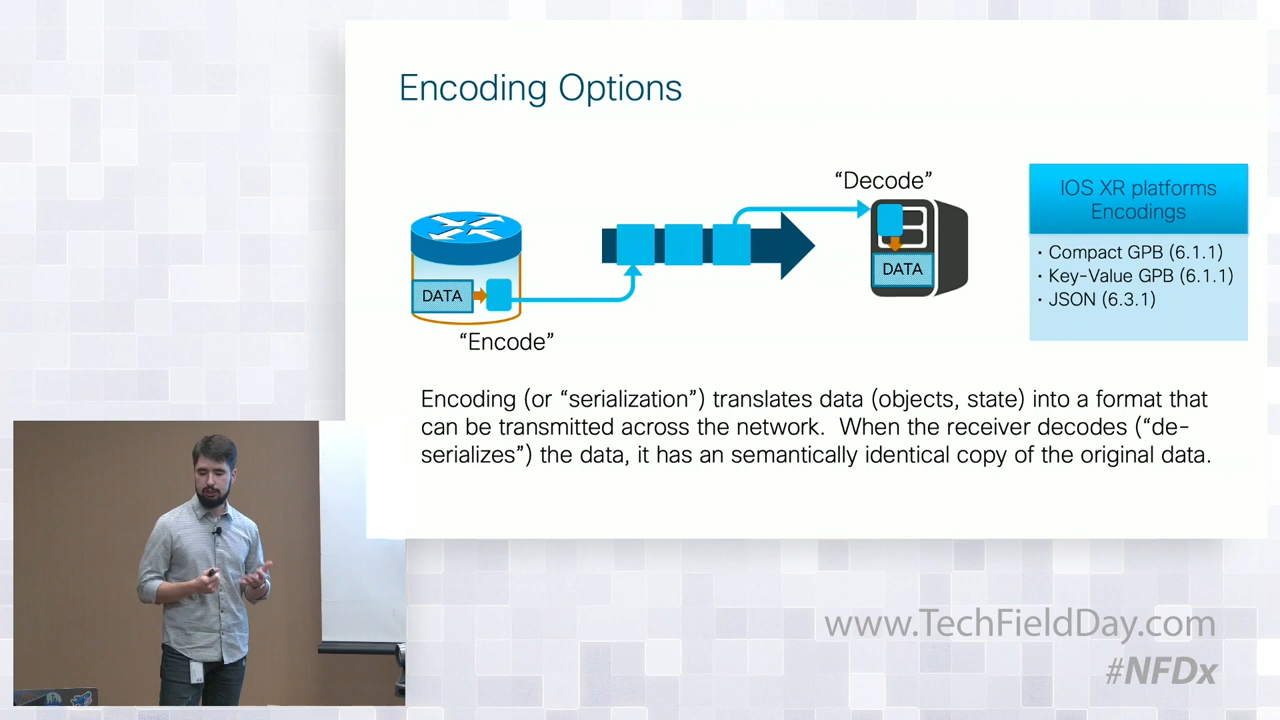 Encoding Options
“Decode”
IOS XR platforms
Encodings
· Compact GPB (6.1.1)
· Key-Value GPB (6.1.1)
· JSON (6.3.1)
DATA
DATA
“Encode”
Encoding (or “serialization”) translates data (objects, state) into a format that
can be transmitted across the network. When the receiver decodes (“de-
serializes”) the data, it has an semantically identical copy of the original data.
www.TechFieldDay.com
#NFDx